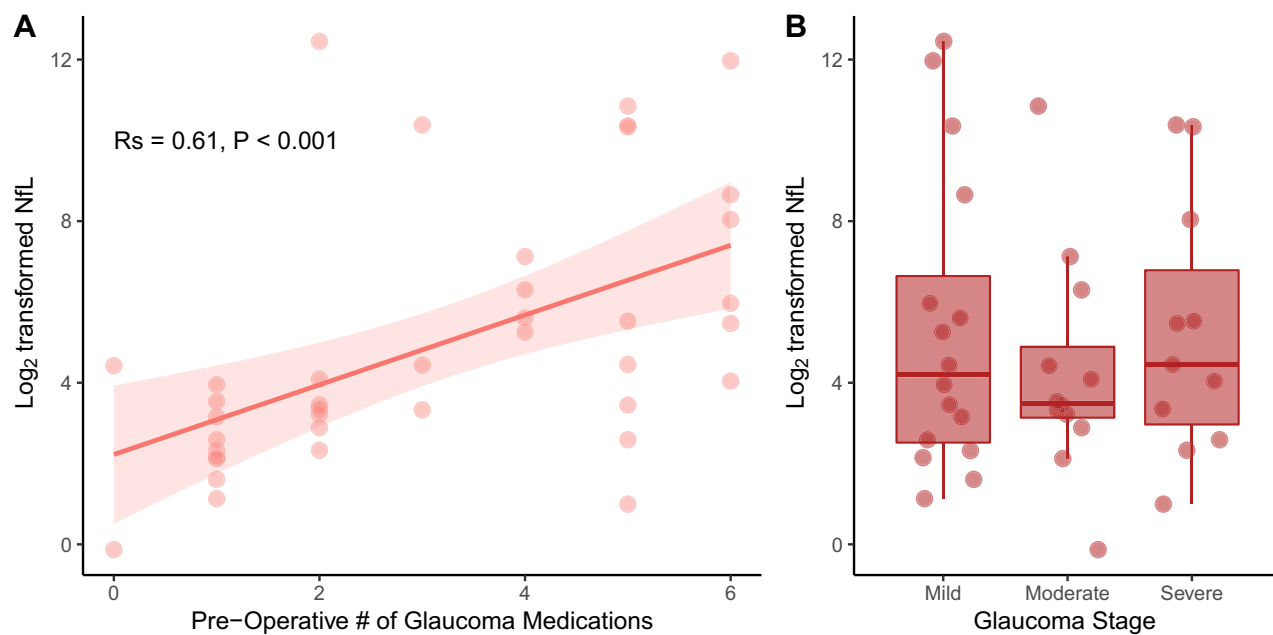 A
Log2 transformed NfL
12
8
4
0
Rs = 0.61, P < 0.001
0 2 4 6
Pre−Operative # of Glaucoma Medications
B
Log2 transformed NfL
12
8
4
0
Mild Moderate Severe
Glaucoma Stage